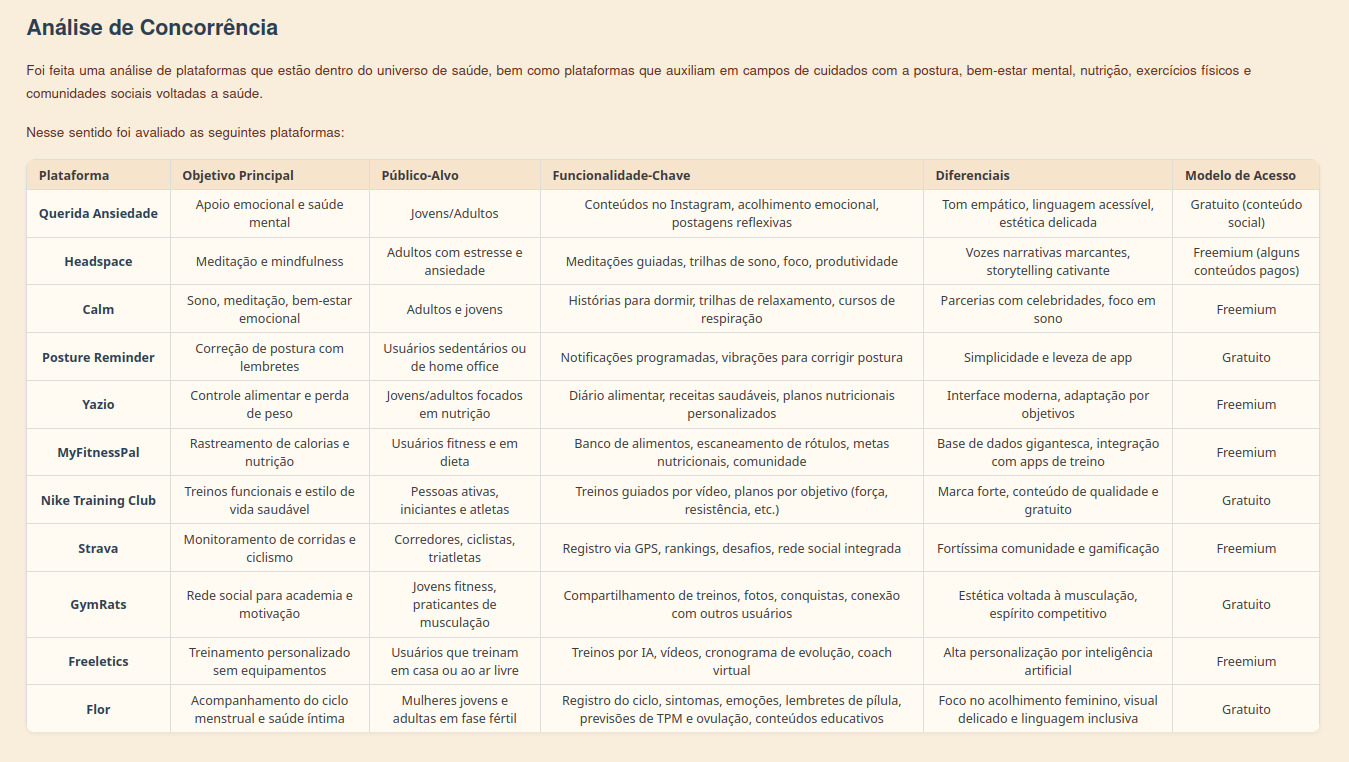 Análise de Concorrência
Foi feita uma análise de plataformas que estão dentro do universo de saúde, bem como plataformas que auxiliam em campos de cuidados com a postura, bem-estar mental, nutrição, exercícios físicos e
comunidades sociais voltadas a saúde.
Nesse sentido foi avaliado as seguintes plataformas:
Plataforma Objetivo Principal Público-Alvo Funcionalidade-Chave Diferenciais Modelo de Acesso
Querida Ansiedade
Apoio emocional e saúde
mental
Jovens/Adultos
Conteúdos no Instagram, acolhimento emocional,
postagens reflexivas
Tom empático, linguagem acessível,
estética delicada
Gratuito (conteúdo
social)
Headspace
Meditação e mindfulness
Adultos com estresse e
ansiedade
Meditações guiadas, trilhas de sono, foco, produtividade
Vozes narrativas marcantes,
storytelling cativante
Freemium (alguns
conteúdos pagos)
Calm
Sono, meditação, bem-estar
emocional
Adultos e jovens
Histórias para dormir, trilhas de relaxamento, cursos de
respiração
Parcerias com celebridades, foco em
sono
Freemium
Posture Reminder
Correção de postura com
lembretes
Usuários sedentários ou
de home office
Notificações programadas, vibrações para corrigir postura
Simplicidade e leveza de app
Gratuito
Yazio
Controle alimentar e perda
de peso
Jovens/adultos focados
em nutrição
Diário alimentar, receitas saudáveis, planos nutricionais
personalizados
Interface moderna, adaptação por
objetivos
Freemium
MyFitnessPal
Rastreamento de calorias e
nutrição
Usuários fitness e em
dieta
Banco de alimentos, escaneamento de rótulos, metas
nutricionais, comunidade
Base de dados gigantesca, integração
com apps de treino
Freemium
Nike Training Club
Treinos funcionais e estilo de
vida saudável
Pessoas ativas,
iniciantes e atletas
Treinos guiados por vídeo, planos por objetivo (força,
resistência, etc.)
Marca forte, conteúdo de qualidade e
gratuito
Gratuito
Strava
Monitoramento de corridas e
ciclismo
Corredores, ciclistas,
triatletas
Registro via GPS, rankings, desafios, rede social integrada
Fortíssima comunidade e gamificação
Freemium
GymRats
Rede social para academia e
motivação
Jovens fitness,
praticantes de
musculação
Compartilhamento de treinos, fotos, conquistas, conexão
com outros usuários
Estética voltada à musculação,
espírito competitivo
Gratuito
Freeletics
Treinamento personalizado
sem equipamentos
Usuários que treinam
em casa ou ao ar livre
Treinos por IA, vídeos, cronograma de evolução, coach
virtual
Alta personalização por inteligência
artificial
Freemium
Flor
Acompanhamento do ciclo
menstrual e saúde íntima
Mulheres jovens e
adultas em fase fértil
Registro do ciclo, sintomas, emoções, lembretes de pílula,
previsões de TPM e ovulação, conteúdos educativos
Foco no acolhimento feminino, visual
delicado e linguagem inclusiva
Gratuito